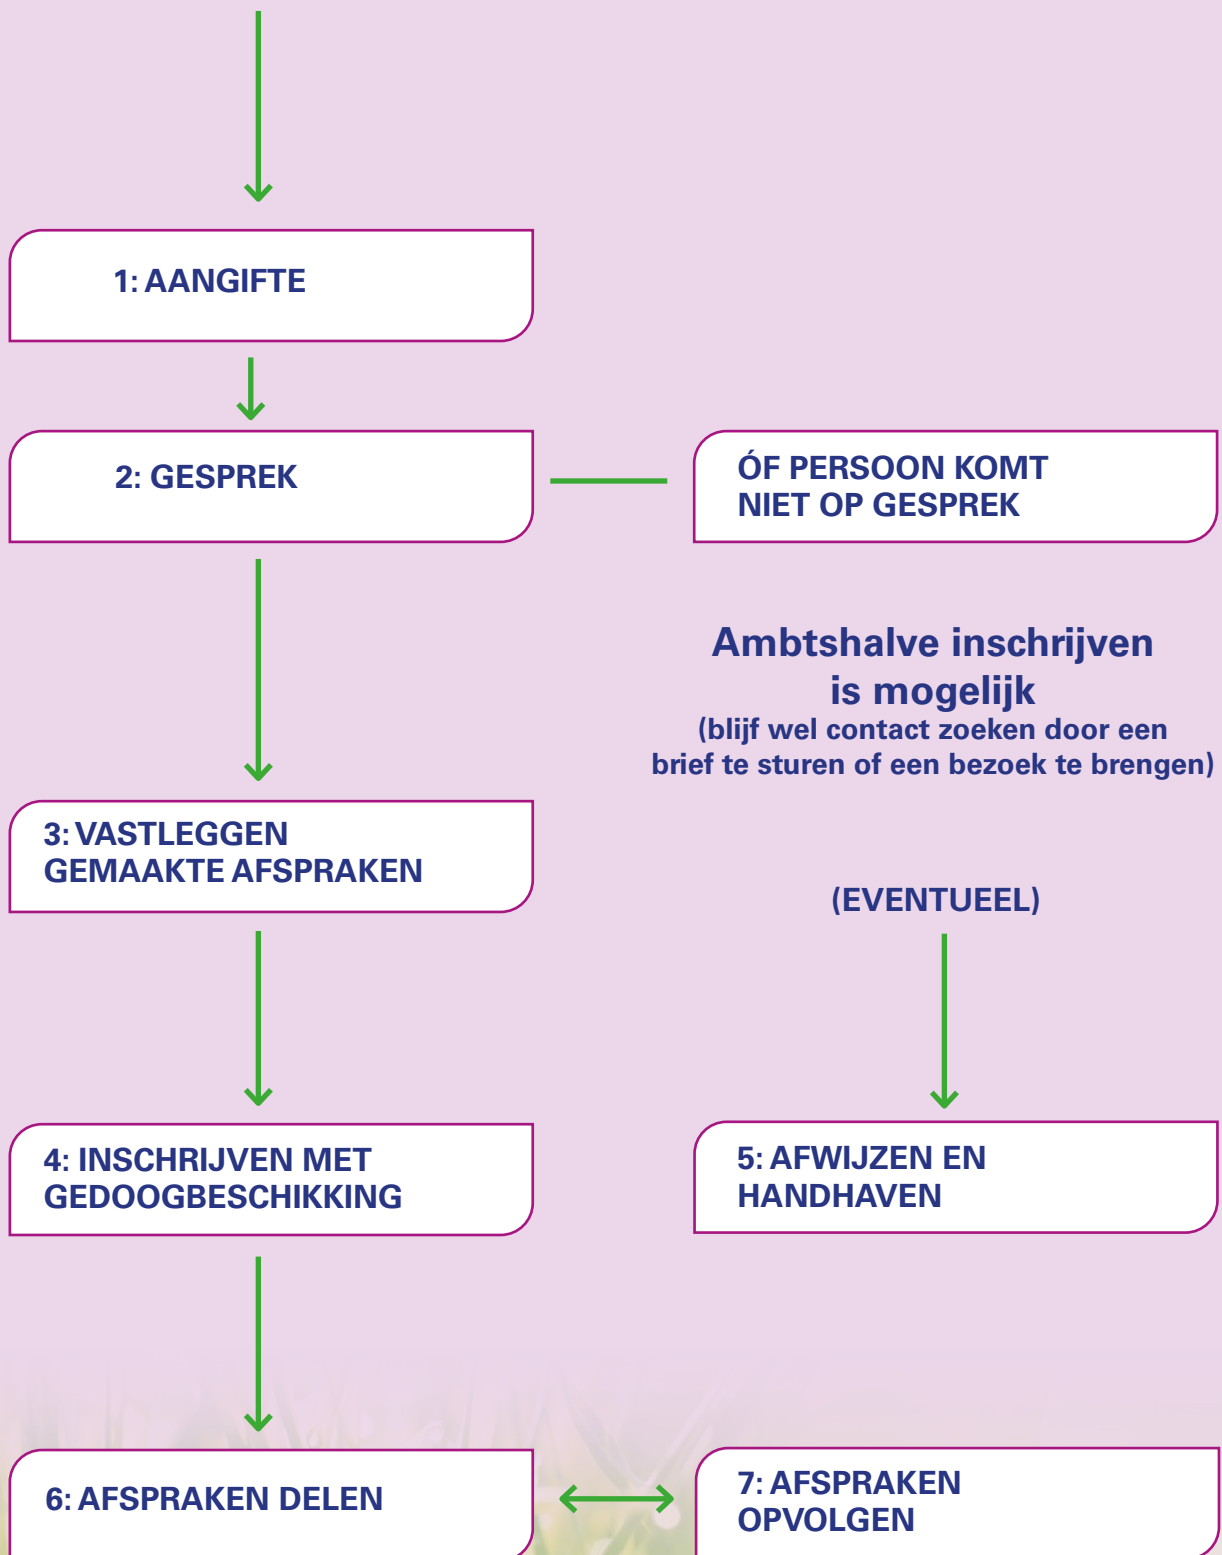 1: AANGIFTE
2: GESPREK
ÓF PERSOON KOMT
NIET OP GESPREK
Ambtshalve inschrijven
is mogelijk
(blijf wel contact zoeken door een
brief te sturen of een bezoek te brengen)
3: VASTLEGGEN
GEMAAKTE AFSPRAKEN
(EVENTUEEL)
4: INSCHRIJVEN MET
GEDOOGBESCHIKKING
5: AFWIJZEN EN
HANDHAVEN
6: AFSPRAKEN DELEN
7: AFSPRAKEN
OPVOLGEN